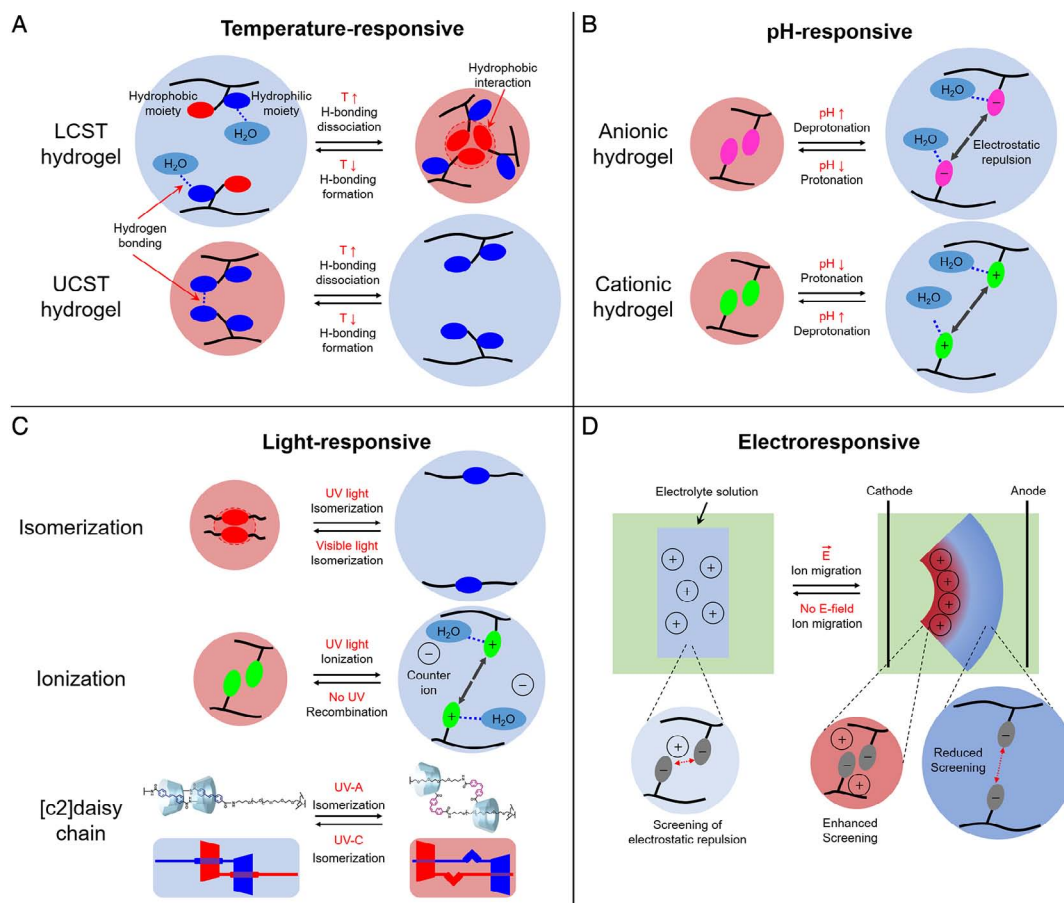 A
Temperature-responsive
LCST
hydrogel
Hydrophobic
moiety
Hydrophilic
moiety
H₂O
H₂O
Hydrogen
bonding
T ↑
H-bonding
dissociation
T ↓
H-bonding
formation
Hydrophobic
interaction
UCST
hydrogel
T ↑
H-bonding
dissociation
T ↓
H-bonding
formation
B
pH-responsive
Anionic
hydrogel
pH ↑
Deprotonation
pH ↓
Protonation
H₂O
−
Electrostatic
repulsion
H₂O
−
Cationic
hydrogel
pH ↓
Protonation
pH ↑
Deprotonation
H₂O
+
H₂O
+
C
Light-responsive
Isomerization
UV light
Isomerization
Visible light
Isomerization
Ionization
UV light
Ionization
No UV
Recombination
H₂O
+
−
Counter
ion
−
+
H₂O
[c2]daisy
chain
UV-A
Isomerization
UV-C
Isomerization
D
Electroresponsive
Electrolyte solution
Cathode
Anode
+
+
+
+
+
E⃗
Ion migration
No E-field
Ion migration
+
+
+
+
+
−
−
Screening of
electrostatic repulsion
+
−
−
+
Enhanced
Screening
Reduced
Screening
−
−